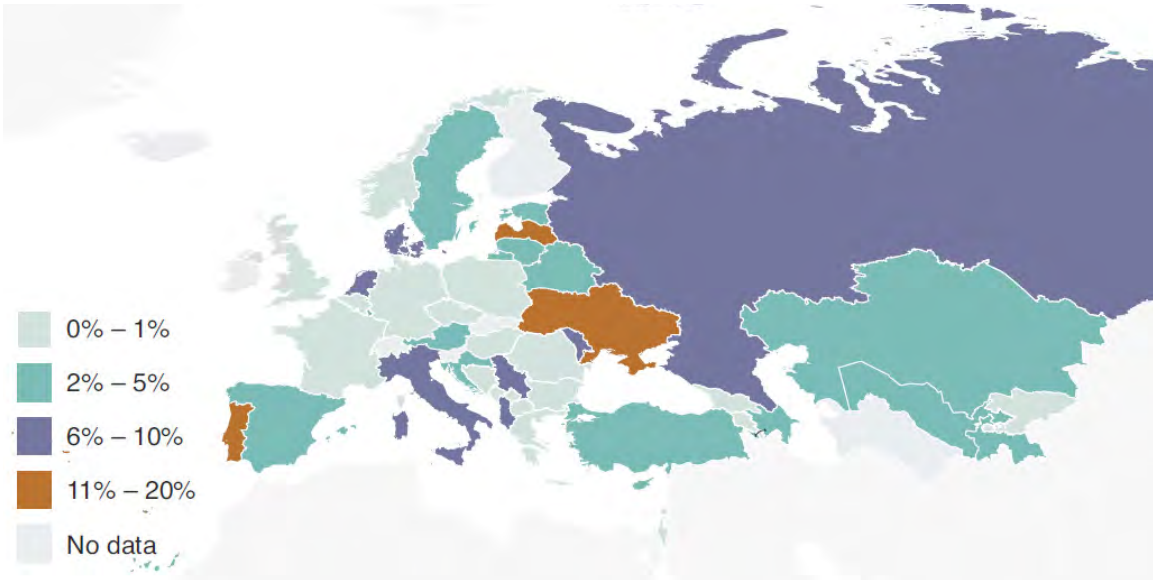 0% – 1%
2% – 5%
6% – 10%
11% – 20%
No data